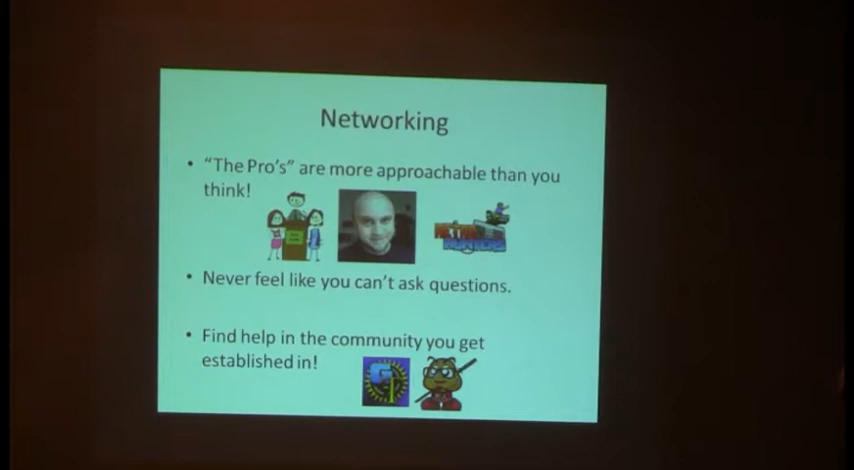 Networking
• “The Pro’s” are more approachable than you
think!
• Never feel like you can’t ask questions.
• Find help in the community you get
established in!